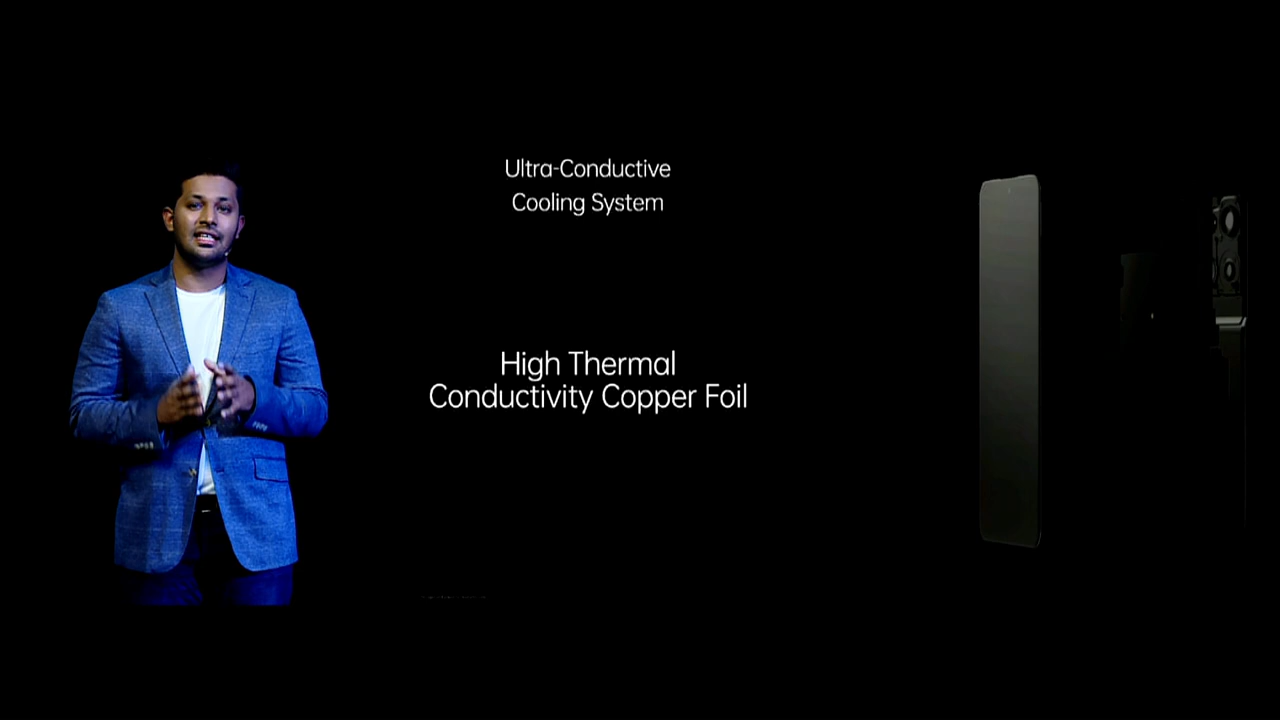 Ultra-Conductive
Cooling System
High Thermal
Conductivity Copper Foil